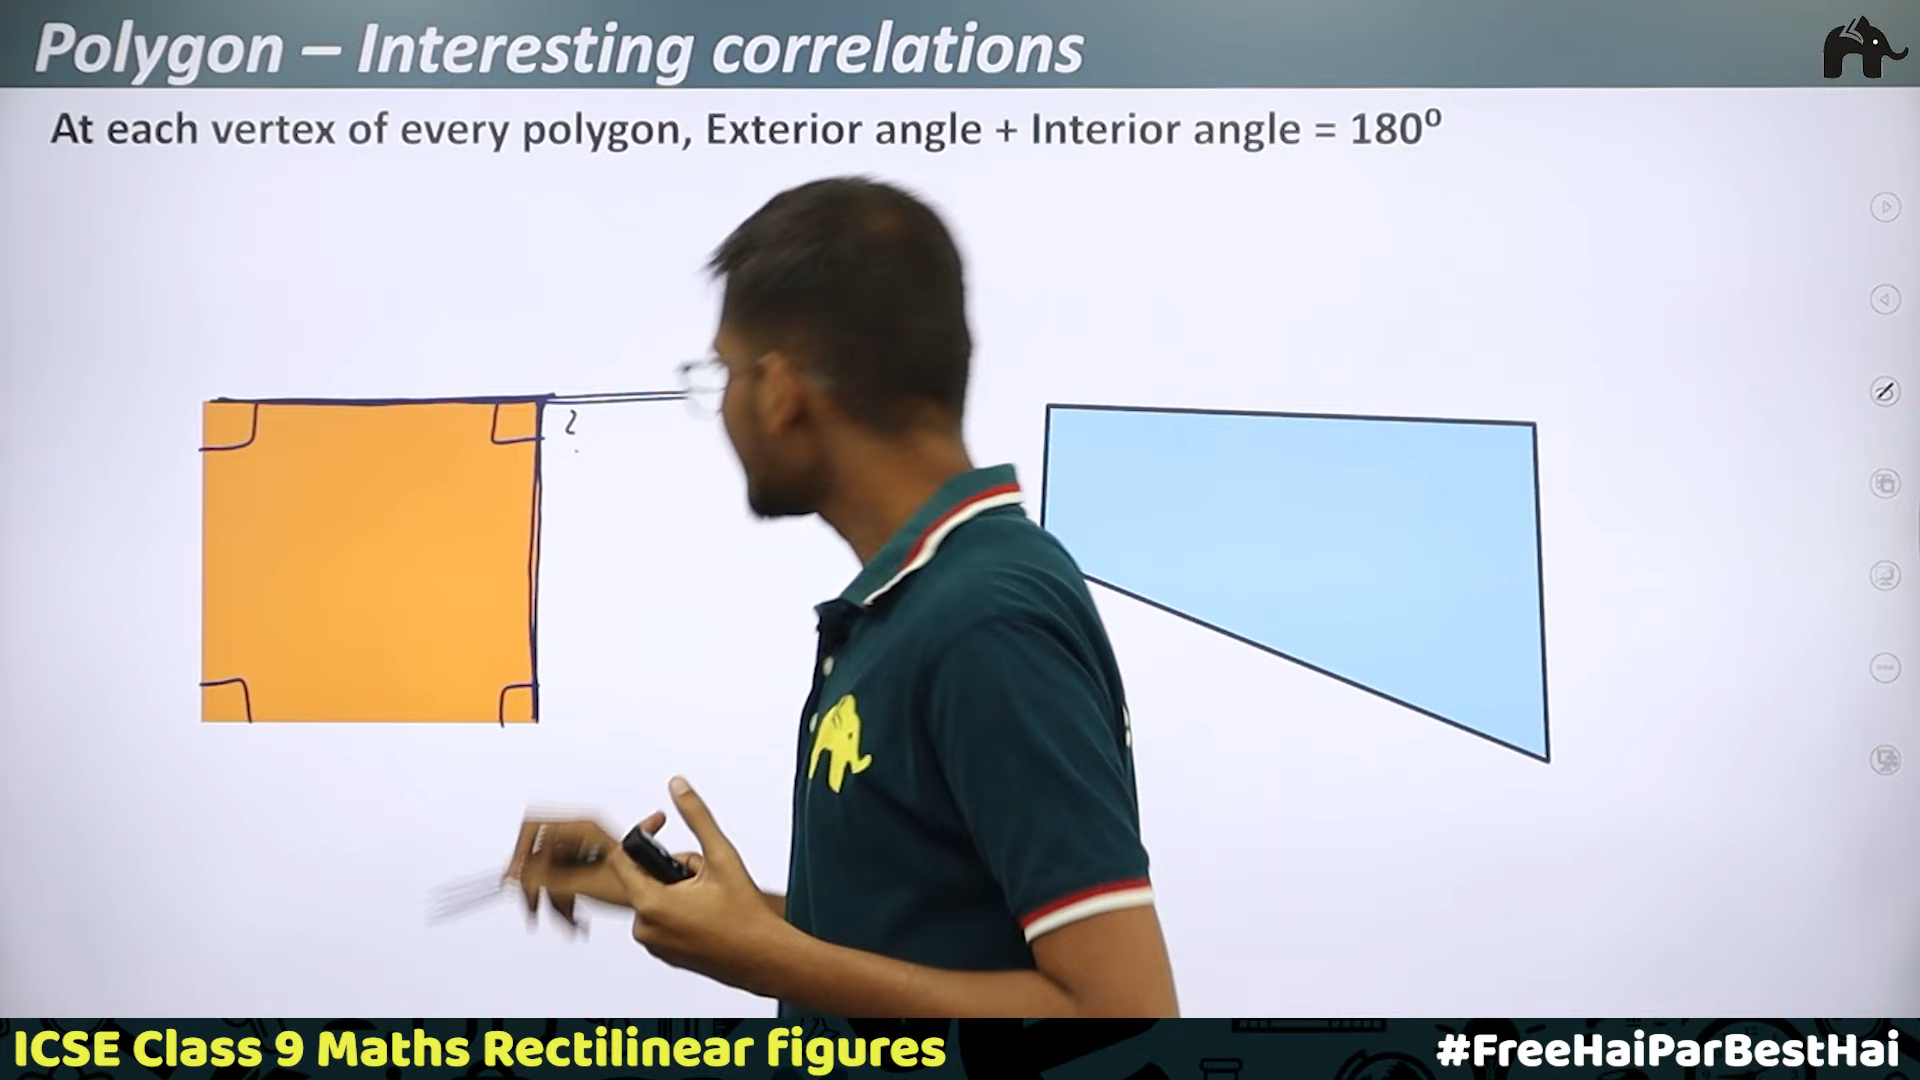 Polygon – Interesting correlations
At each vertex of every polygon, Exterior angle + Interior angle = 180⁰
?
ICSE Class 9 Maths Rectilinear figures
#FreeHaiParBestHai